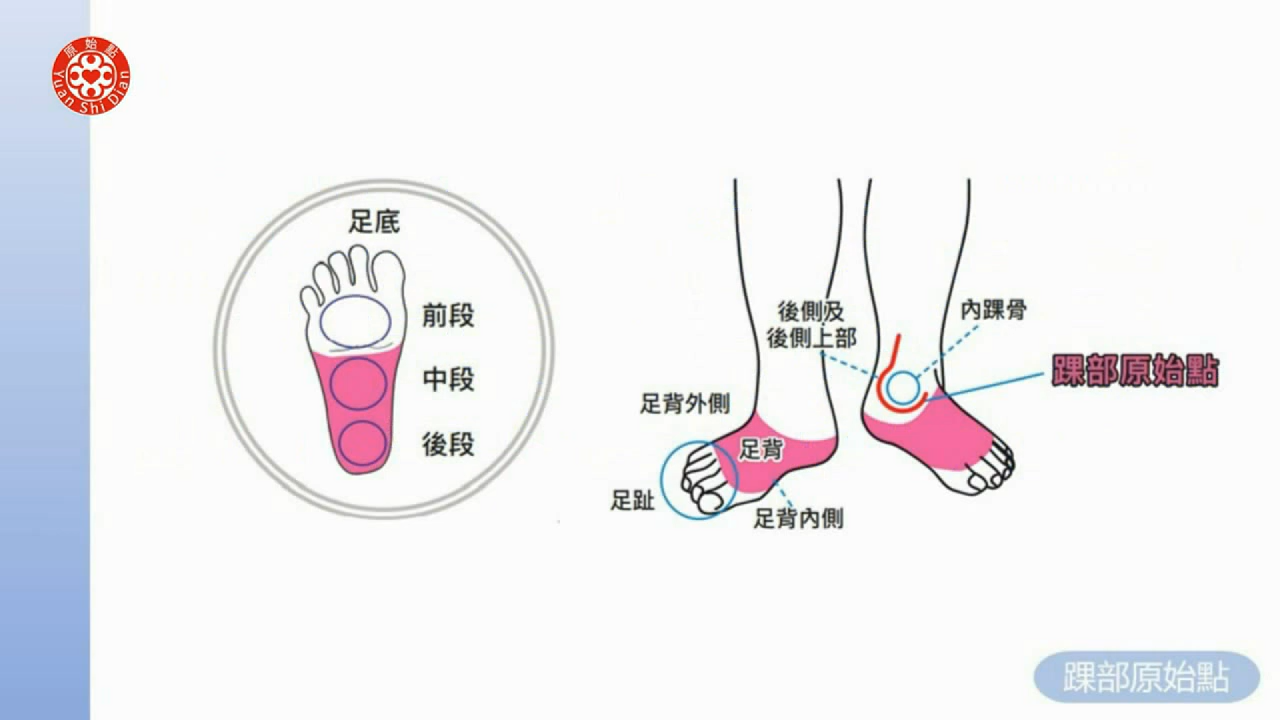 原始點
Yuan Shi Dian
足底
前段
中段
後段
後側及
後側上部
內踝骨
踝部原始點
足背外側
足背
足趾
足背內側
踝部原始點